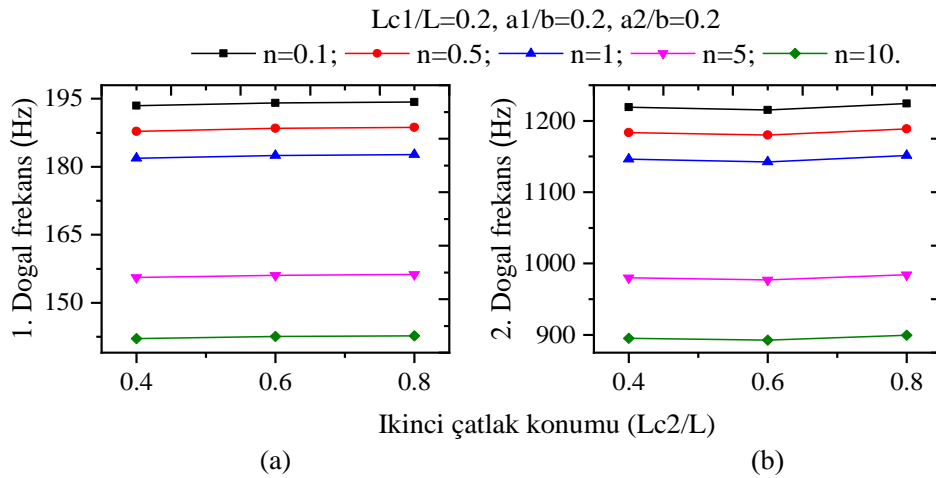 Lc1/L=0.2, a1/b=0.2, a2/b=0.2
n=0.1; n=0.5; n=1; n=5; n=10.
195
180
165
150
1. Dogal frekans (Hz)
0.4 0.6 0.8
1200
1100
1000
900
2. Dogal frekans (Hz)
0.4 0.6 0.8
Ikinci çatlak konumu (Lc2/L)
(a) (b)